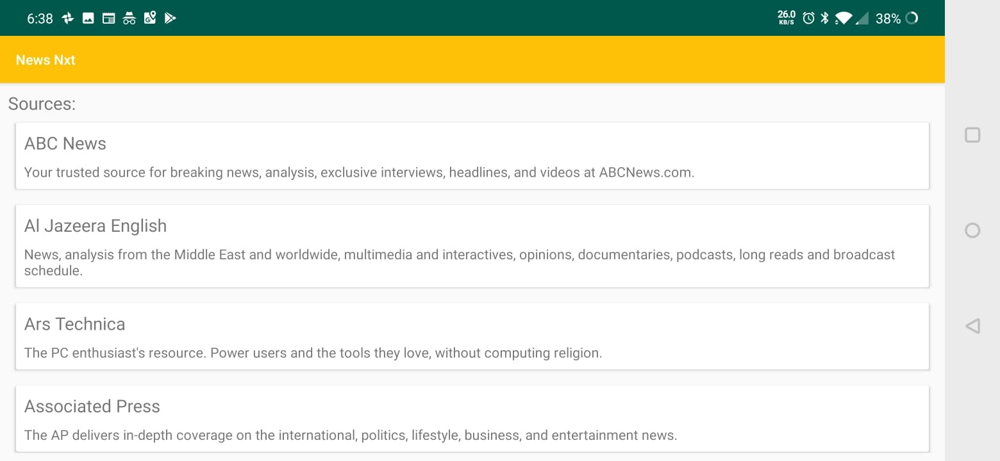 6:38 26.0 KB/S 38%
News Nxt
Sources:
ABC News
Your trusted source for breaking news, analysis, exclusive interviews, headlines, and videos at ABCNews.com.
Al Jazeera English
News, analysis from the Middle East and worldwide, multimedia and interactives, opinions, documentaries, podcasts, long reads and broadcast
schedule.
Ars Technica
The PC enthusiast's resource. Power users and the tools they love, without computing religion.
Associated Press
The AP delivers in-depth coverage on the international, politics, lifestyle, business, and entertainment news.